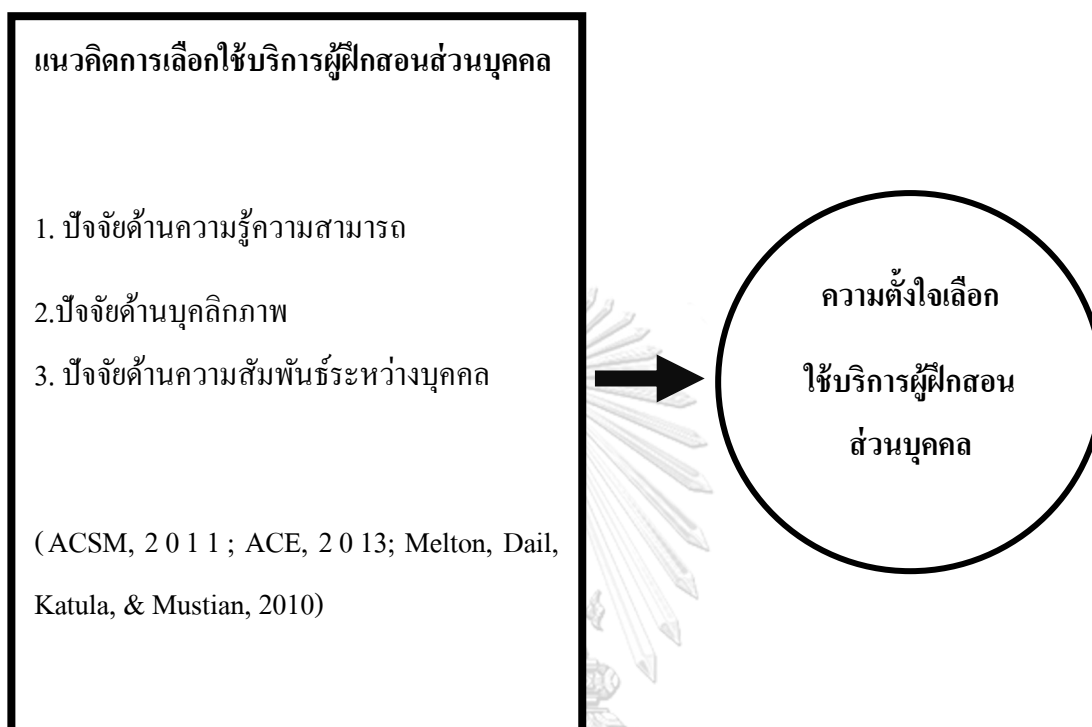 แนวคิดการเลือกใช้บริการผู้ฝึกสอนส่วนบุคคล
1. ปัจจัยด้านความรู้ความสามารถ
2.ปัจจัยด้านบุคลิกภาพ
3. ปัจจัยด้านความสัมพันธ์ระหว่างบุคคล
(ACSM, 2 0 1 1 ; ACE, 2 0 13; Melton, Dail,
Katula, & Mustian, 2010)
ความตั้งใจเลือก
ใช้บริการผู้ฝึกสอน
ส่วนบุคคล